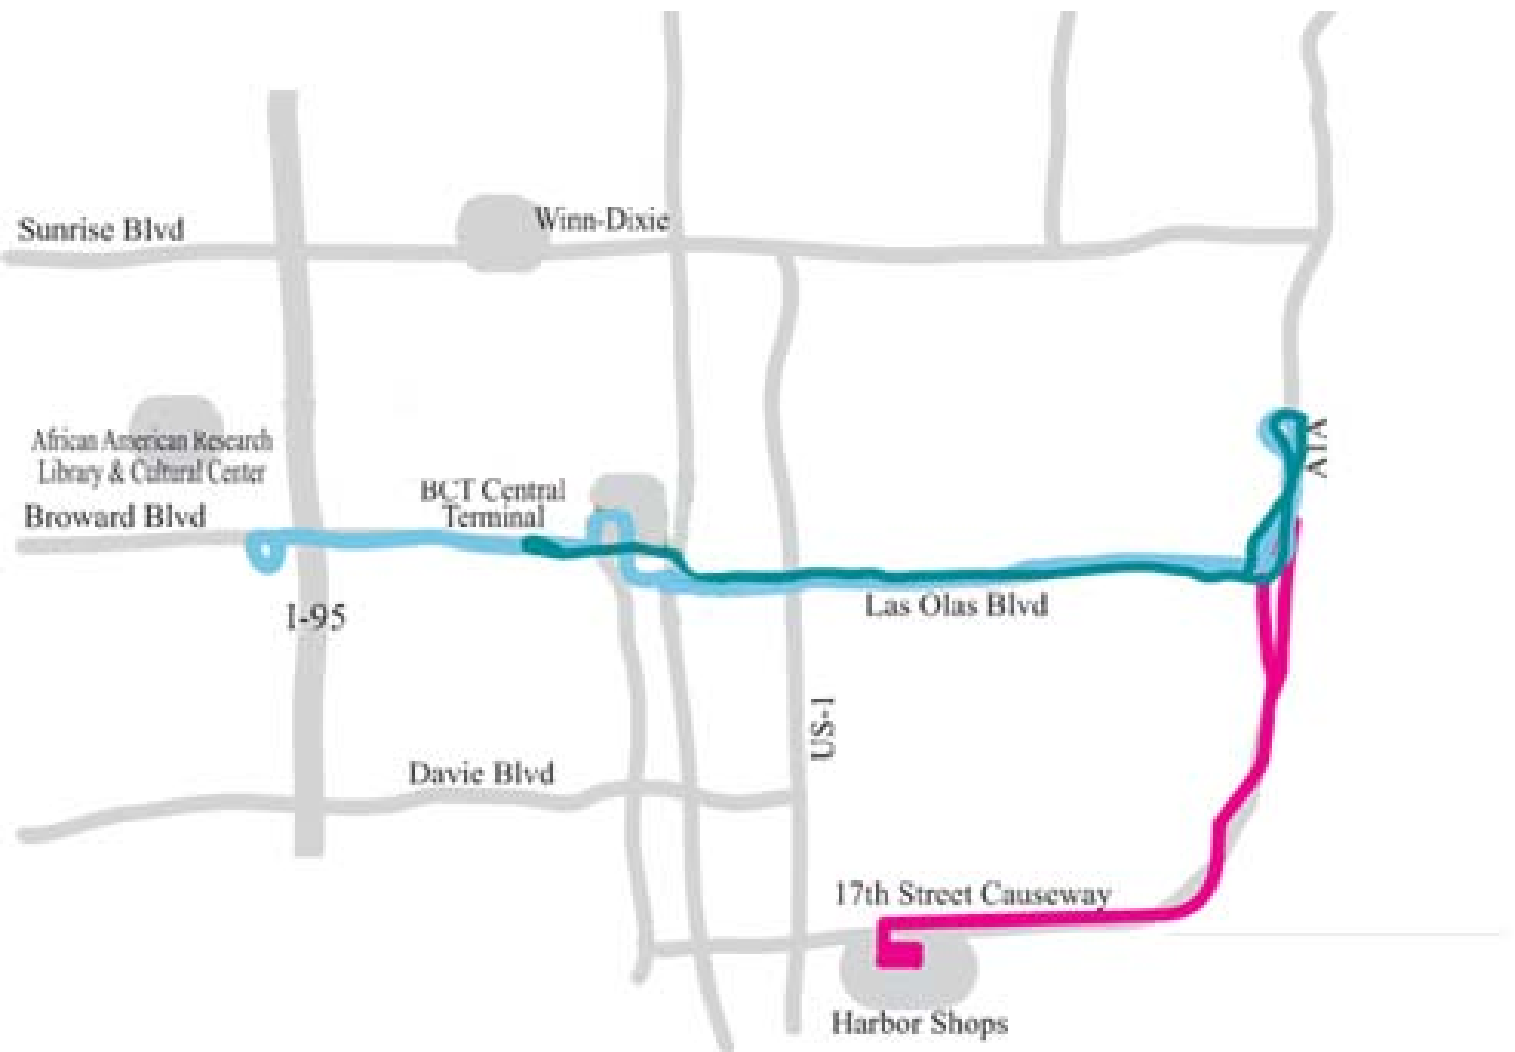 Winn-Dixie
Sunrise Blvd
African American Research
Library & Cultural Center
BCT Central
Terminal
Broward Blvd
A1A
Las Olas Blvd
I-95
US-1
Davie Blvd
17th Street Causeway
Harbor Shops